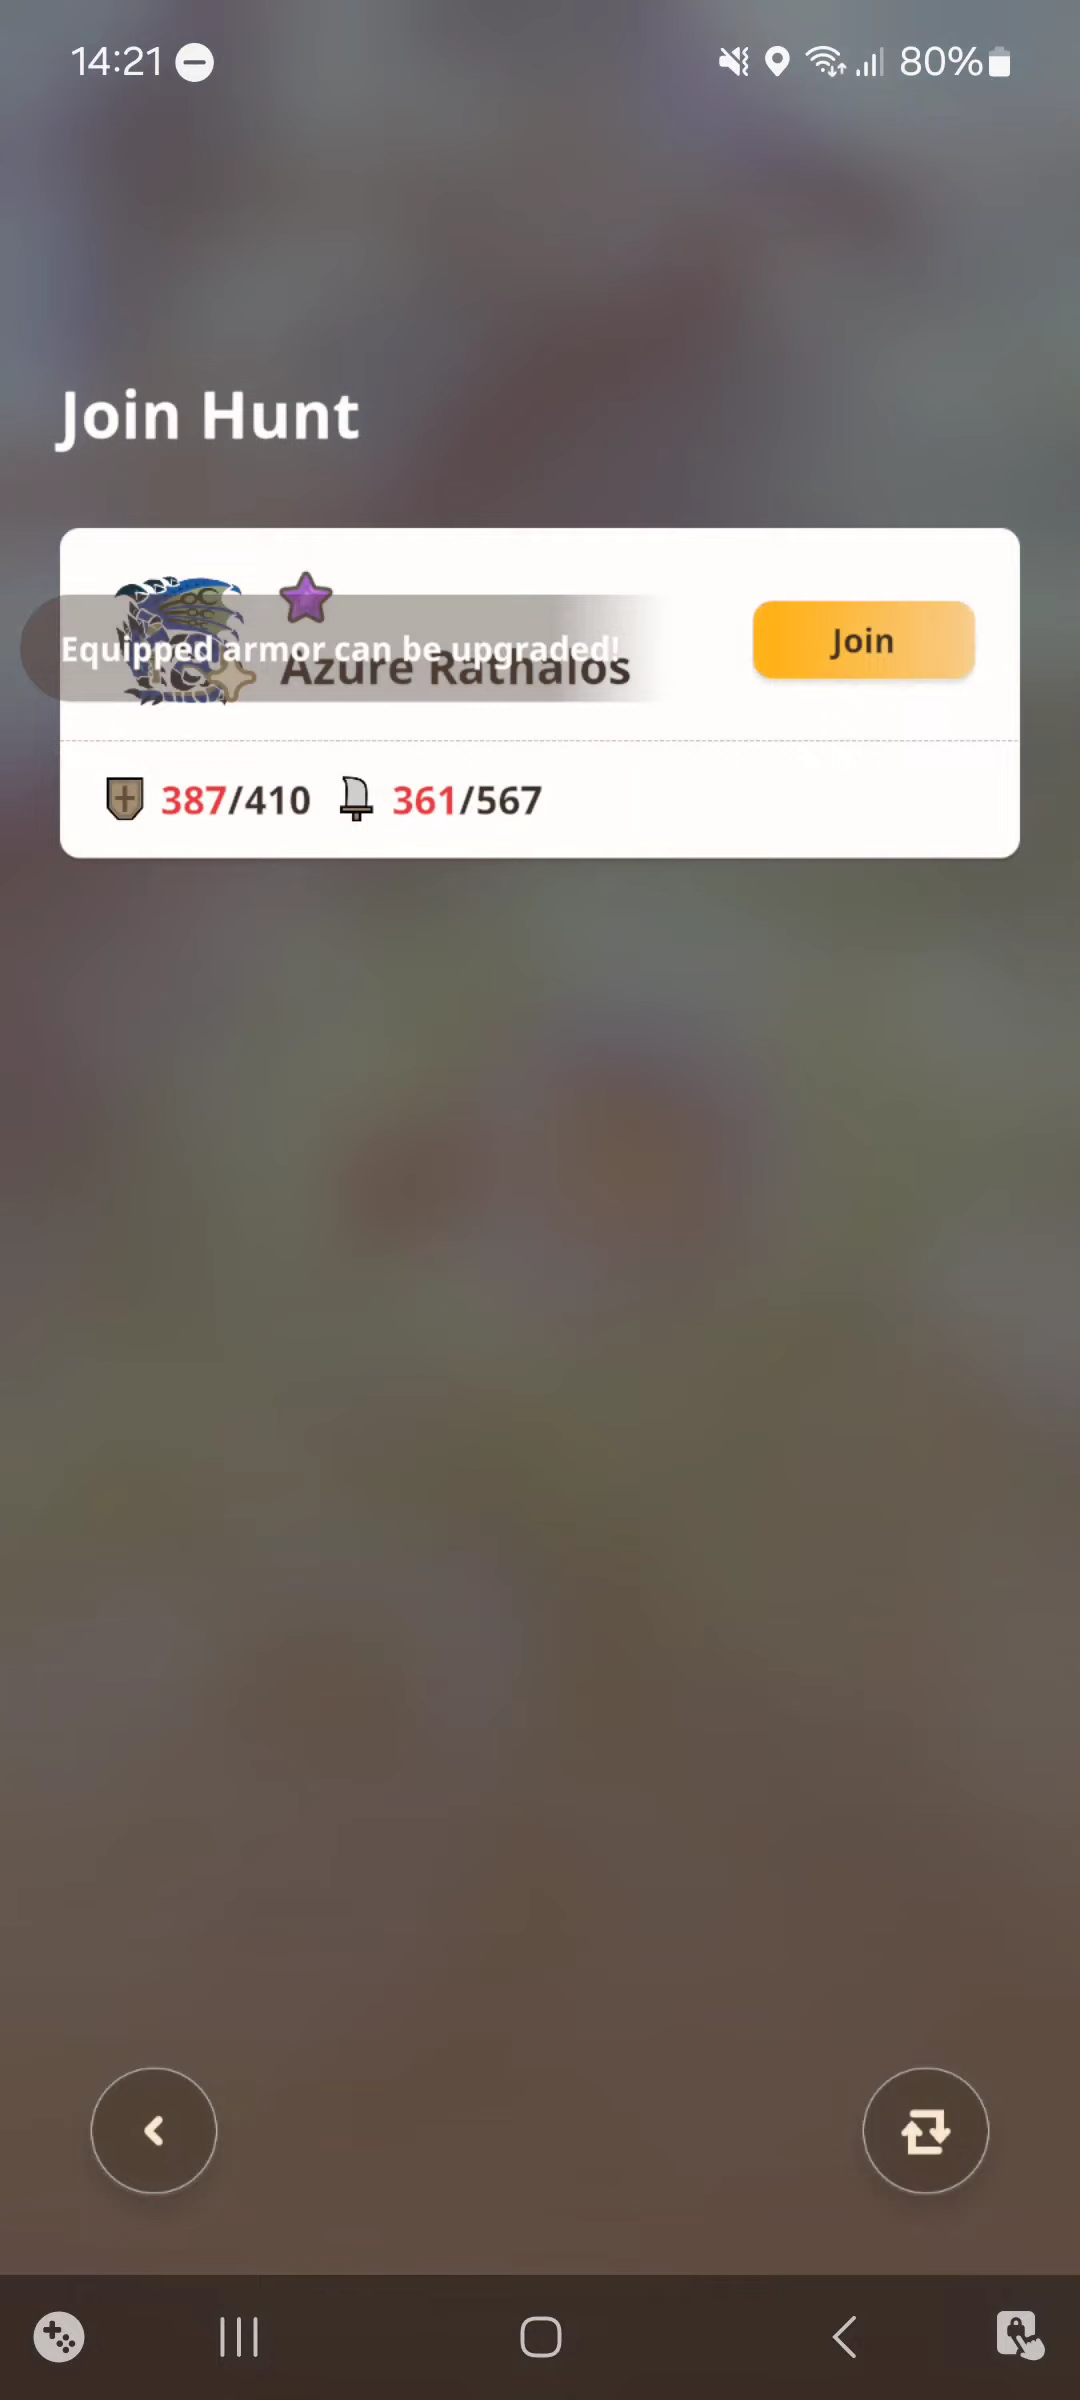 14:21
80%
Join Hunt
Equipped armor can be upgraded!
Azure Rathalos
Join
387/410 361/567